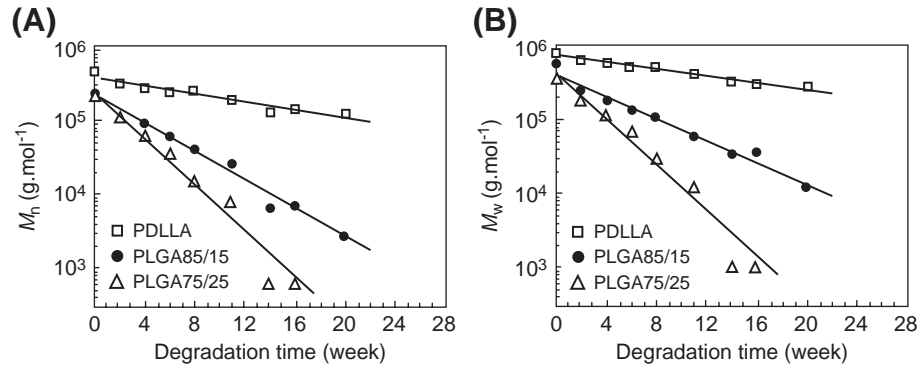 (A)
10⁶
10⁵
10⁴
10³
Mn (g.mol⁻¹)
PDLLA
PLGA85/15
PLGA75/25
0 4 8 12 16 20 24 28
Degradation time (week)
(B)
10⁶
10⁵
10⁴
10³
Mw (g.mol⁻¹)
PDLLA
PLGA85/15
PLGA75/25
0 4 8 12 16 20 24 28
Degradation time (week)